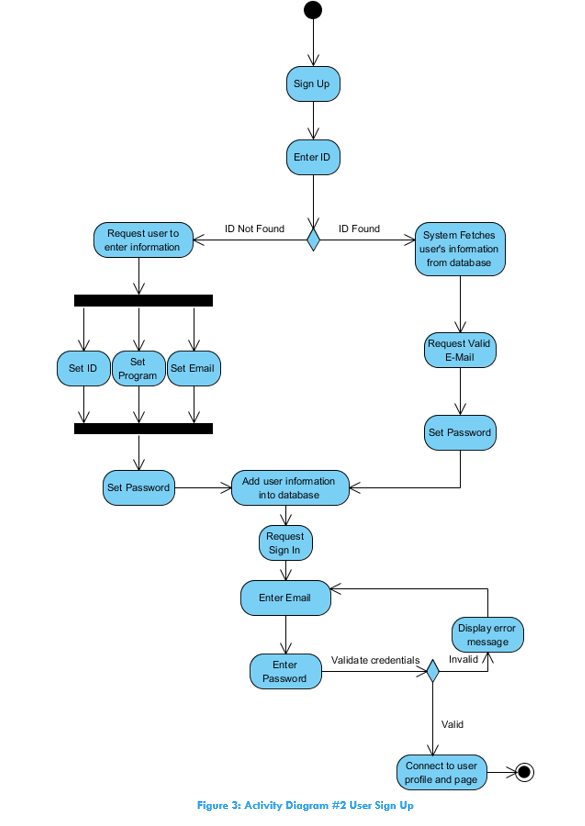 Sign Up
Enter ID
ID Not Found
ID Found
Request user to
enter information
System Fetches
user's information
from database
Request Valid
E-Mail
Set ID
Set
Program
Set Email
Set Password
Set Password
Add user information
into database
Request
Sign In
Enter Email
Display error
message
Enter
Password
Validate credentials
Invalid
Valid
Connect to user
profile and page
Figure 3: Activity Diagram #2 User Sign Up